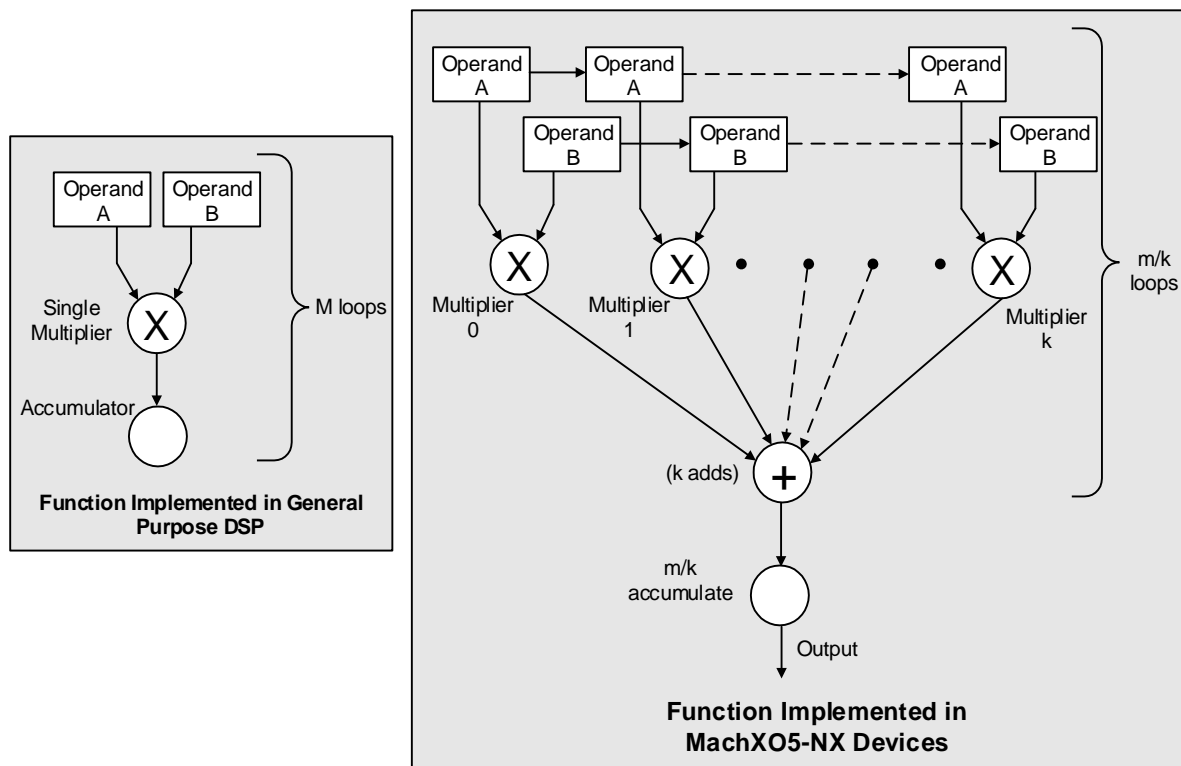 Operand
A
Operand
B
Single
Multiplier
X
M loops
Accumulator
Function Implemented in General
Purpose DSP
Operand
A
Operand
A
Operand
A
Operand
B
Operand
B
Operand
B
X
X
X
Multiplier
0
Multiplier
1
Multiplier
k
m/k
loops
(k adds)
+
m/k
accumulate
Output
Function Implemented in
MachXO5-NX Devices